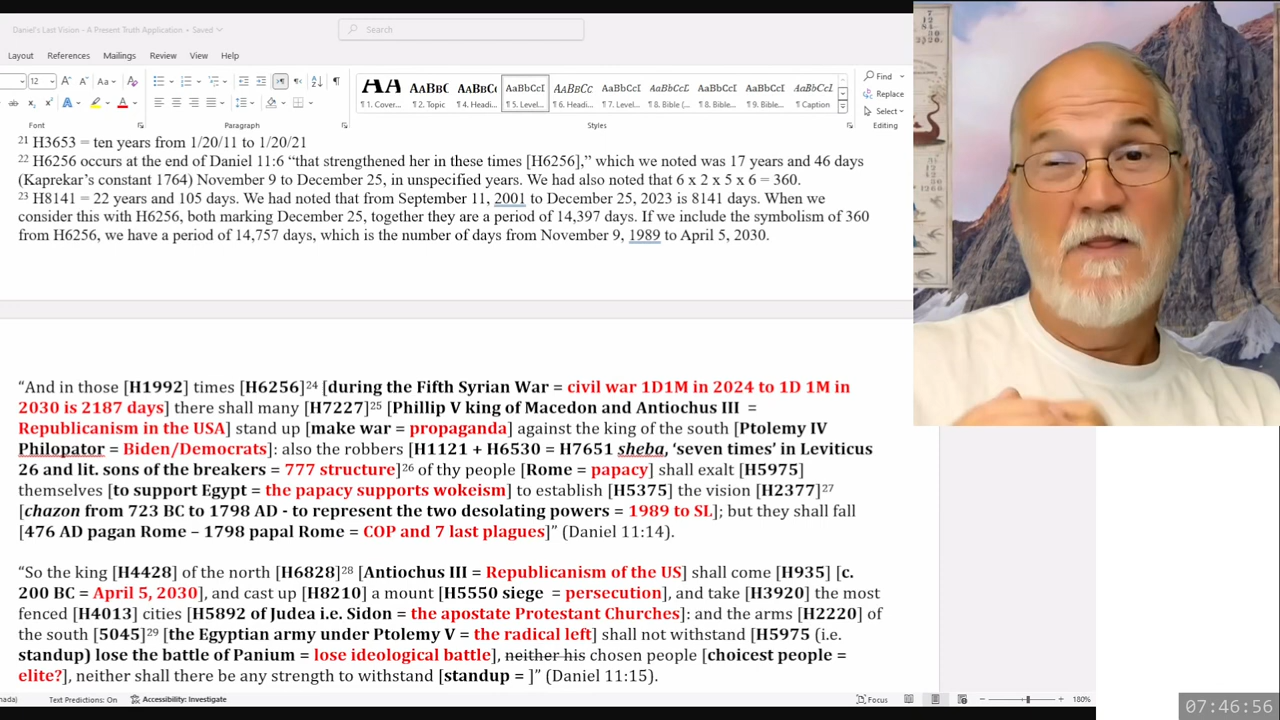 Daniel's Last Vision - A Present Truth Application • Saved
Search
Layout References Mailings Review View Help
12
Aa
Find
Replace
Select
¶ 1. Cover... ¶ 2. Topic ¶ 4. Headi... ¶ 5. Level... ¶ 6. Headi... ¶ 7. Level... ¶ 8. Bible (... ¶ 8. Bible... ¶ 9. Bible... ¶ Caption
Font Paragraph Styles Editing
21 H3653 = ten years from 1/20/11 to 1/20/21
22 H6256 occurs at the end of Daniel 11:6 “that strengthened her in these times [H6256],” which we noted was 17 years and 46 days
(Kaprekar’s constant 1764) November 9 to December 25, in unspecified years. We had also noted that 6 x 2 x 5 x 6 = 360.
23 H8141 = 22 years and 105 days. We had noted that from September 11, 2001 to December 25, 2023 is 8141 days. When we
consider this with H6256, both marking December 25, together they are a period of 14,397 days. If we include the symbolism of 360
from H6256, we have a period of 14,757 days, which is the number of days from November 9, 1989 to April 5, 2030.
“And in those [H1992] times [H6256]24 [during the Fifth Syrian War = civil war 1D1M in 2024 to 1D 1M in
2030 is 2187 days] there shall many [H7227]25 [Phillip V king of Macedon and Antiochus III =
Republicanism in the USA] stand up [make war = propaganda] against the king of the south [Ptolemy IV
Philopator = Biden/Democrats]: also the robbers [H1121 + H6530 = H7651 sheba, ‘seven times’ in Leviticus
26 and lit. sons of the breakers = 777 structure]26 of thy people [Rome = papacy] shall exalt [H5975]
themselves [to support Egypt = the papacy supports wokeism] to establish [H5375] the vision [H2377]27
[chazon from 723 BC to 1798 AD - to represent the two desolating powers = 1989 to SL]; but they shall fall
[476 AD pagan Rome – 1798 papal Rome = COP and 7 last plagues]” (Daniel 11:14).
“So the king [H4428] of the north [H6828]28 [Antiochus III = Republicanism of the US] shall come [H935] [c.
200 BC = April 5, 2030], and cast up [H8210] a mount [H5550 siege = persecution], and take [H3920] the most
fenced [H4013] cities [H5892 of Judea i.e. Sidon = the apostate Protestant Churches]: and the arms [H2220] of
the south [5045]29 [the Egyptian army under Ptolemy V = the radical left] shall not withstand [H5975 (i.e.
standup) lose the battle of Panium = lose ideological battle], neither his chosen people [choicest people =
elite?], neither shall there be any strength to withstand [standup = ]” (Daniel 11:15).
nada) Text Predictions: On Accessibility: Investigate Focus 180%
07:46:56